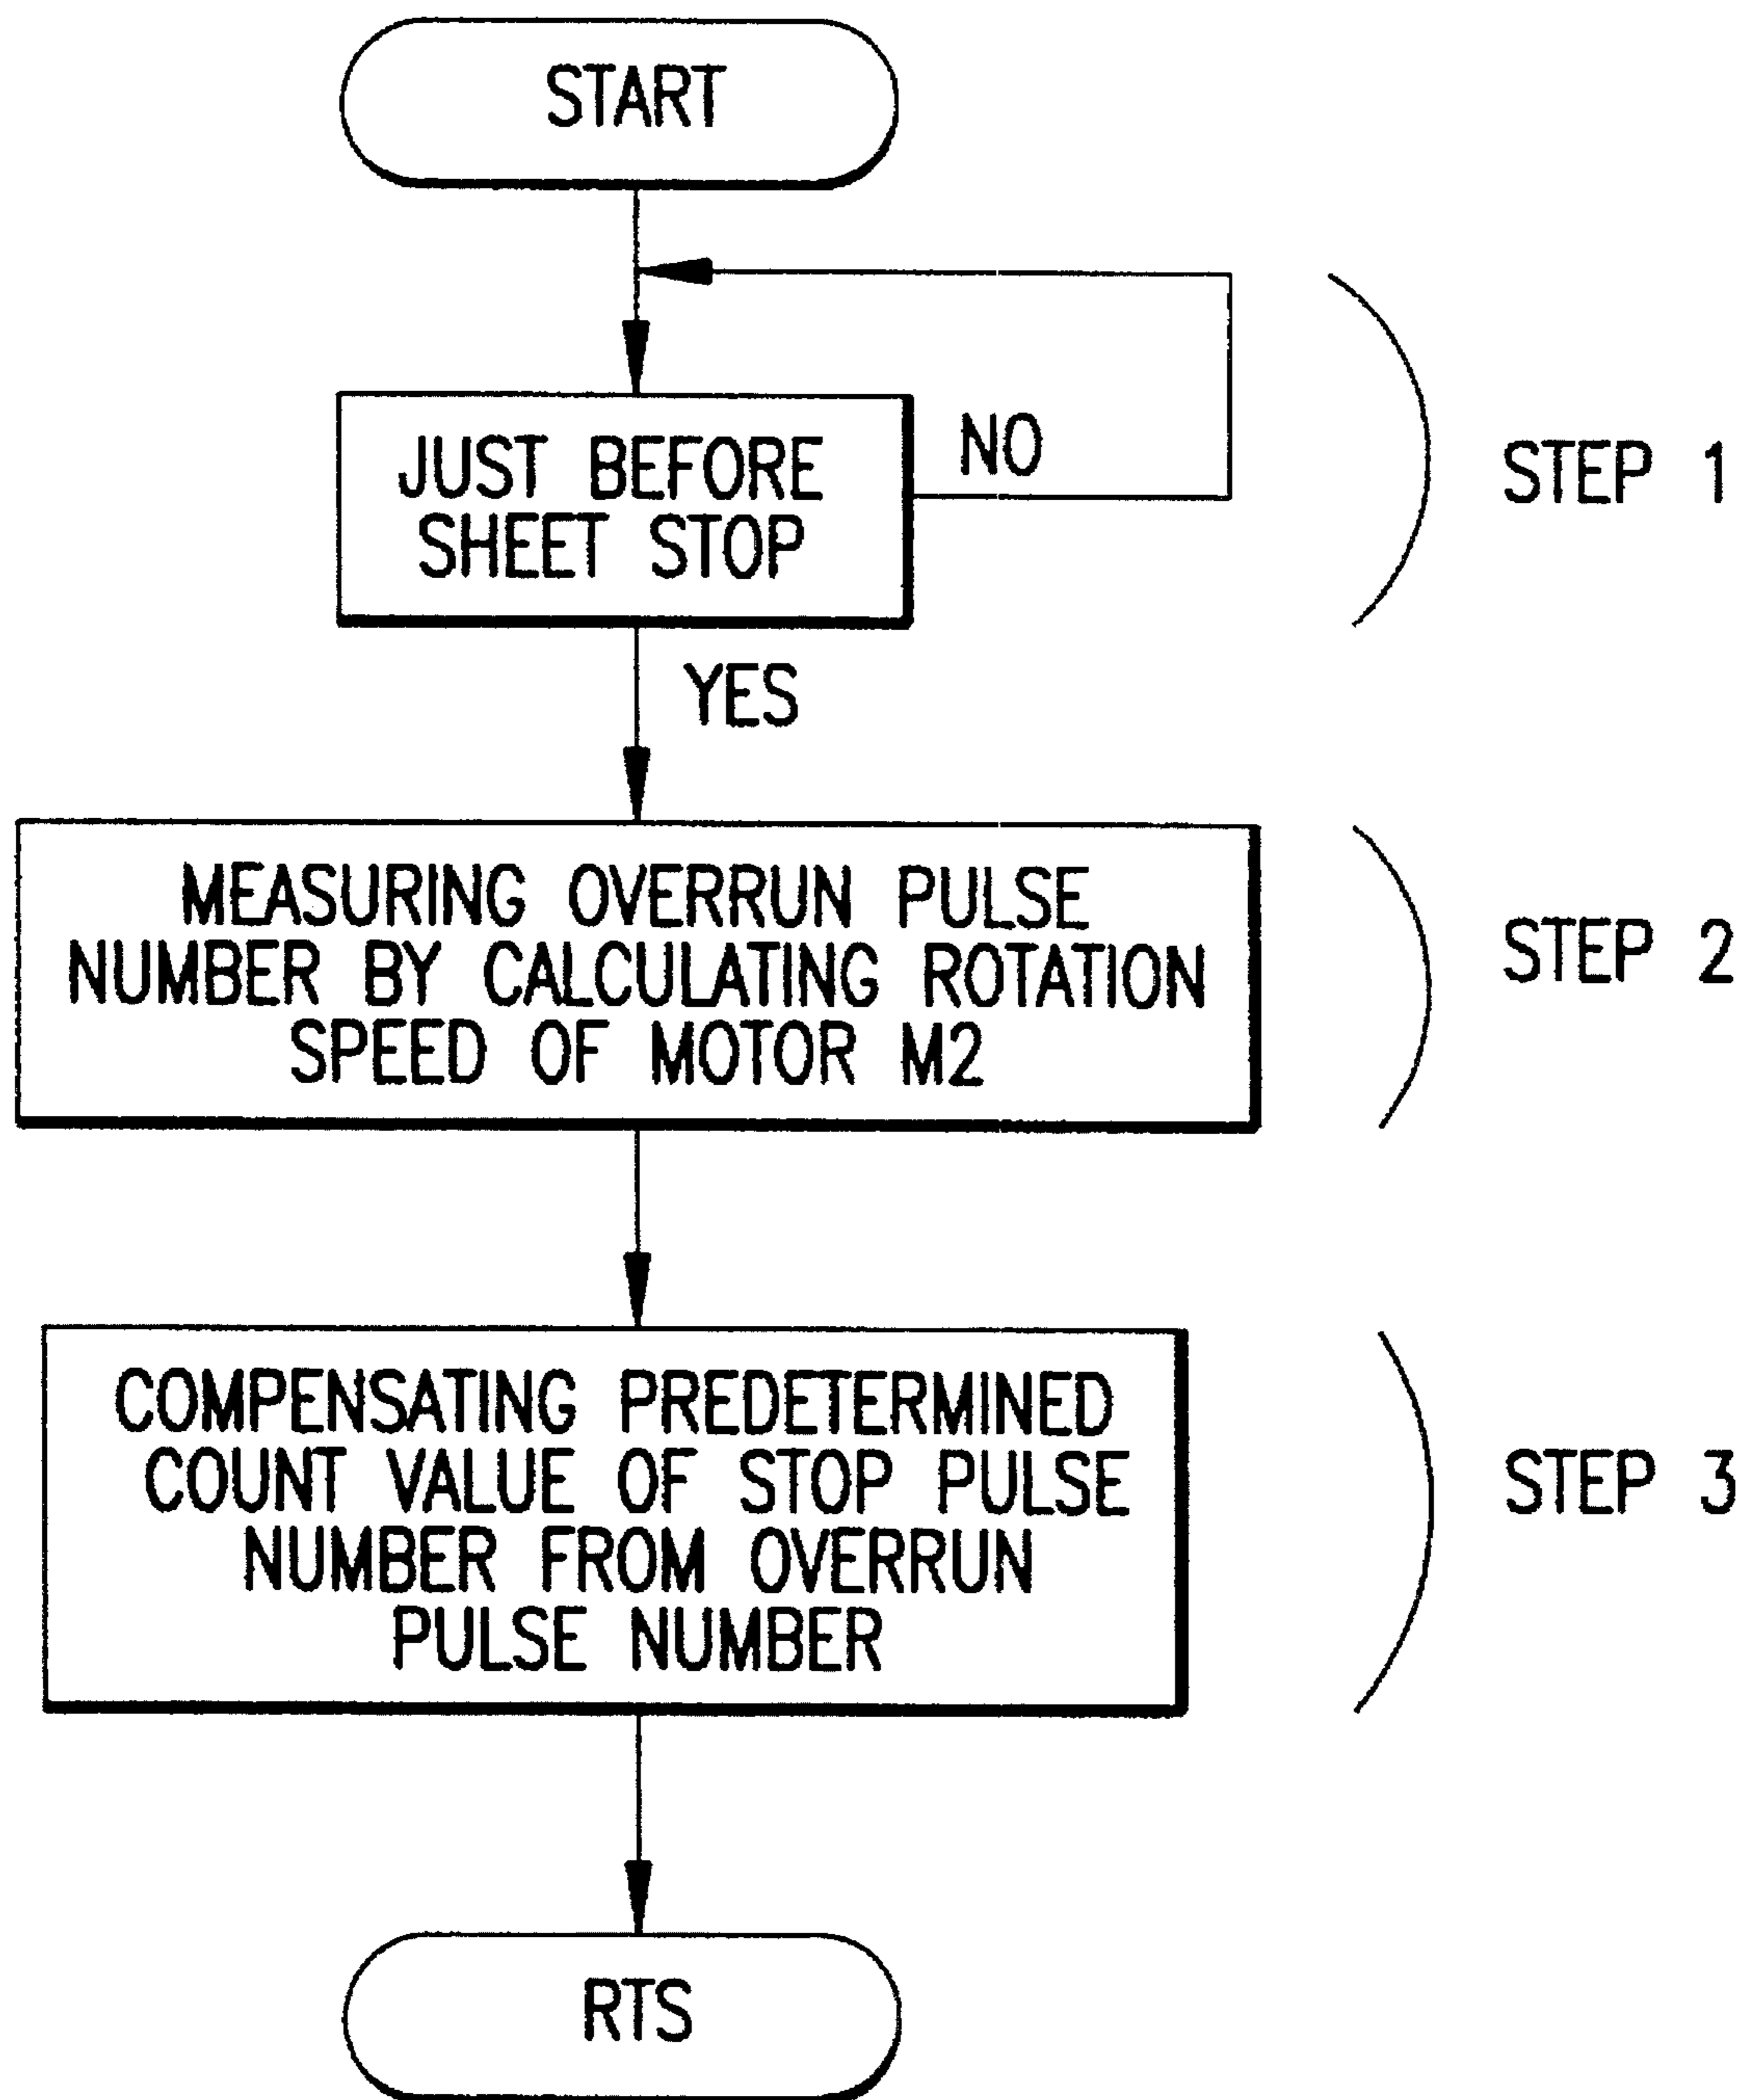 START
JUST BEFORE
SHEET STOP
NO
STEP 1
YES
MEASURING OVERRUN PULSE
NUMBER BY CALCULATING ROTATION
SPEED OF MOTOR M2
STEP 2
COMPENSATING PREDETERMINED
COUNT VALUE OF STOP PULSE
NUMBER FROM OVERRUN
PULSE NUMBER
STEP 3
RTS